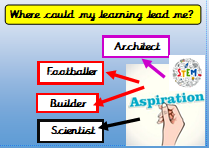 Where could my learning lead me?
Architect
Footballer
STEM
Builder
Aspiration
Scientist